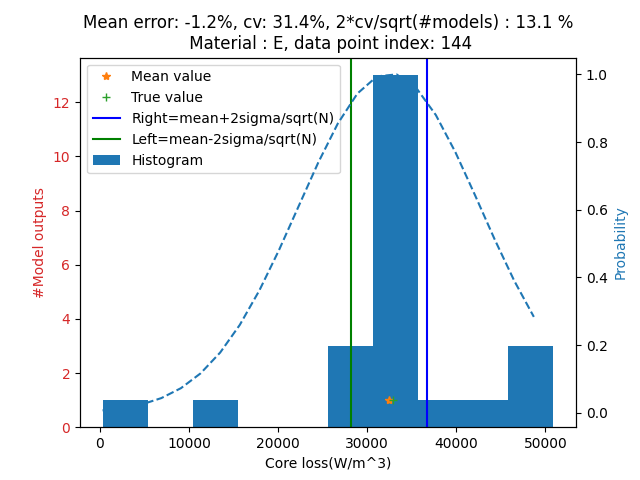 Mean error: -1.2%, cv: 31.4%, 2*cv/sqrt(#models) : 13.1 %
Material : E, data point index: 144
Mean value
True value
Right=mean+2sigma/sqrt(N)
Left=mean-2sigma/sqrt(N)
Histogram
#Model outputs
0
2
4
6
8
10
12
0
10000
20000
30000
40000
50000
Core loss(W/m^3)
0.0
0.2
0.4
0.6
0.8
1.0
Probability